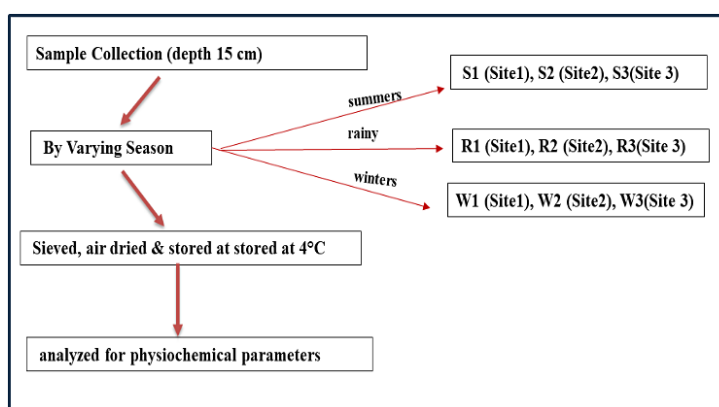 Sample Collection (depth 15 cm)
summers
S1 (Site1), S2 (Site2), S3(Site 3)
By Varying Season
rainy
R1 (Site1), R2 (Site2), R3(Site 3)
winters
W1 (Site1), W2 (Site2), W3(Site 3)
Sieved, air dried & stored at stored at 4°C
analyzed for physiochemical parameters